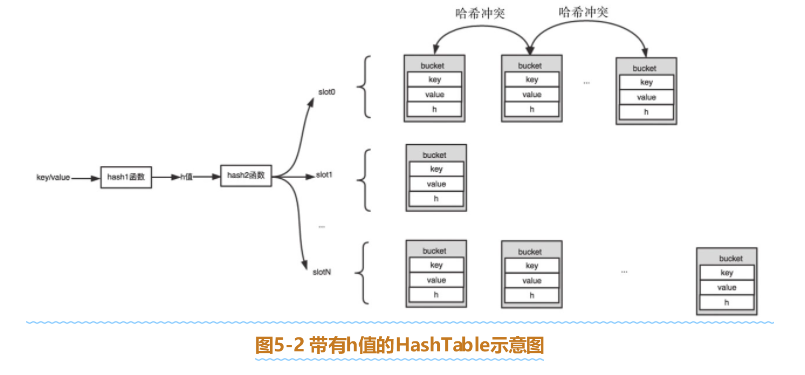 哈希冲突
哈希冲突
bucket
key
value
h
bucket
key
value
h
...
bucket
key
value
h
slot0
key/value
hash1函数
h值
hash2函数
slot1
bucket
key
value
h
...
slotN
bucket
key
value
h
bucket
key
value
h
...
bucket
key
value
h
图5-2 带有h值的HashTable示意图